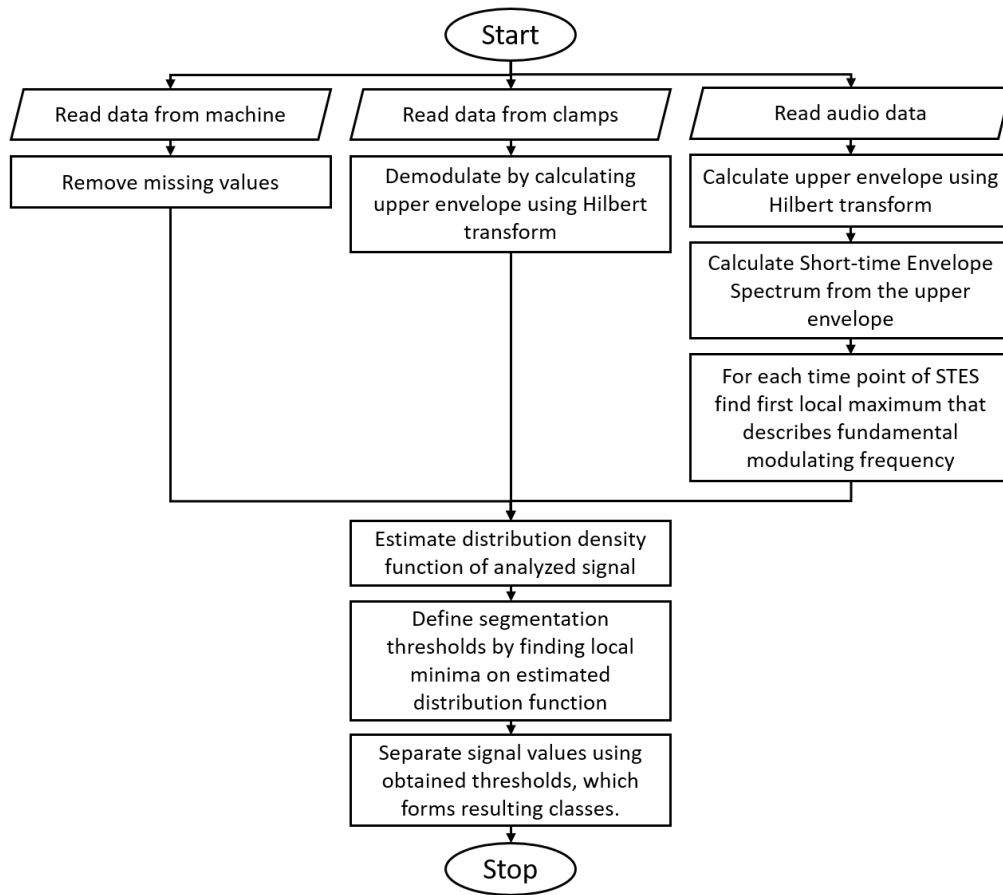 Start
Read data from machine
Read data from clamps
Read audio data
Remove missing values
Demodulate by calculating
upper envelope using Hilbert
transform
Calculate upper envelope using
Hilbert transform
Calculate Short-time Envelope
Spectrum from the upper
envelope
For each time point of STES
find first local maximum that
describes fundamental
modulating frequency
Estimate distribution density
function of analyzed signal
Define segmentation
thresholds by finding local
minima on estimated
distribution function
Separate signal values using
obtained thresholds, which
forms resulting classes.
Stop